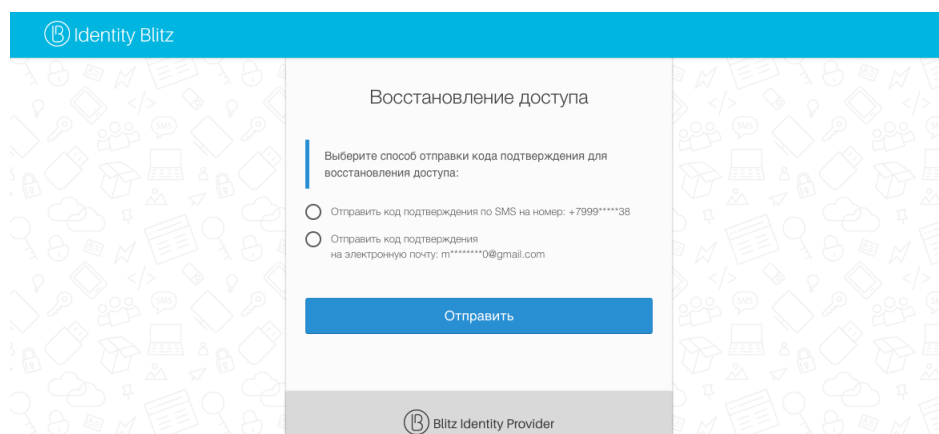 Identity Blitz
Восстановление доступа
Выберите способ отправки кода подтверждения для
восстановления доступа:
Отправить код подтверждения по SMS на номер: +7999*****38
Отправить код подтверждения
на электронную почту: m********0@gmail.com
Отправить
Blitz Identity Provider